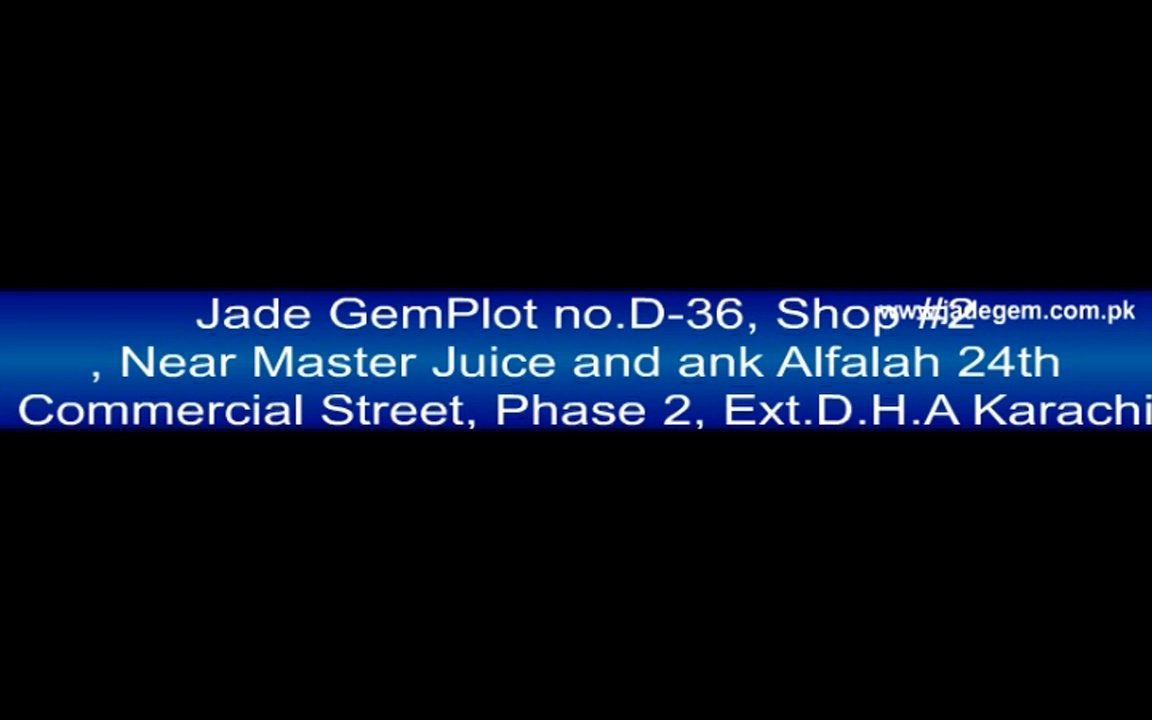 Jade GemPlot no.D-36, Shop #2
www.jadegem.com.pk
, Near Master Juice and ank Alfalah 24th
Commercial Street, Phase 2, Ext.D.H.A Karachi